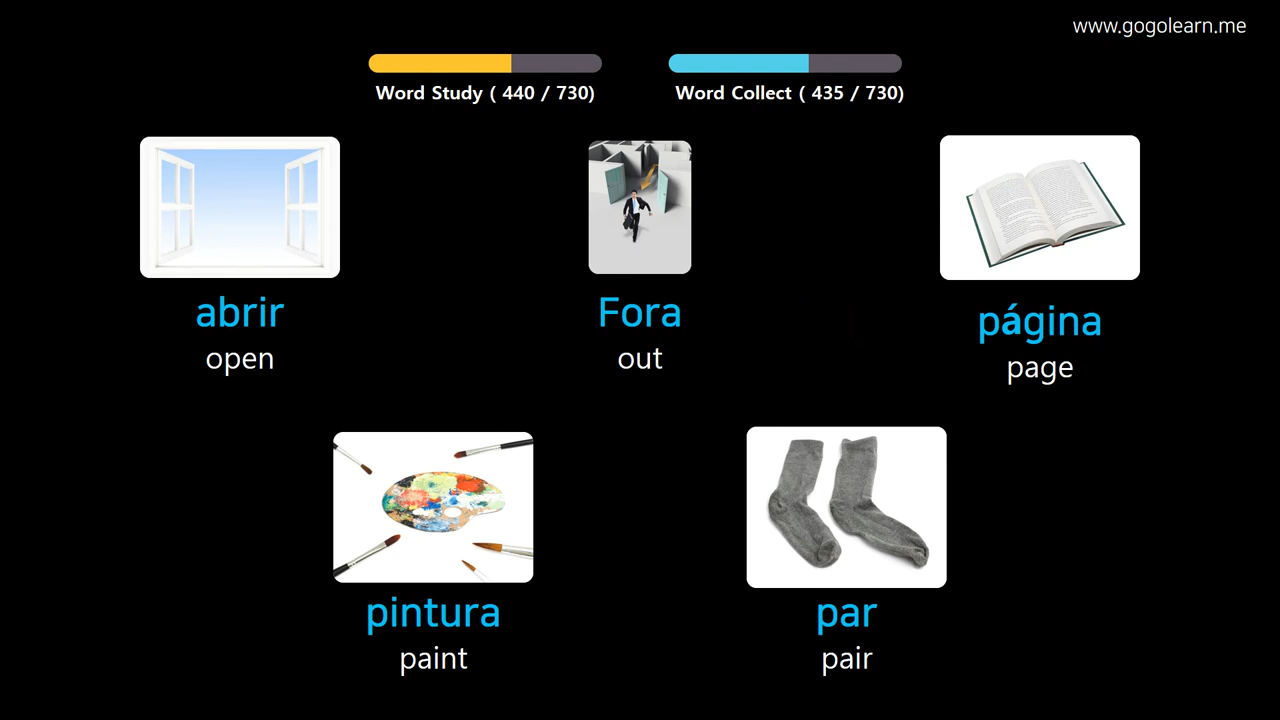 www.gogolearn.me
Word Study ( 440 / 730)
Word Collect ( 435 / 730)
abrir
open
Fora
out
página
page
pintura
paint
par
pair